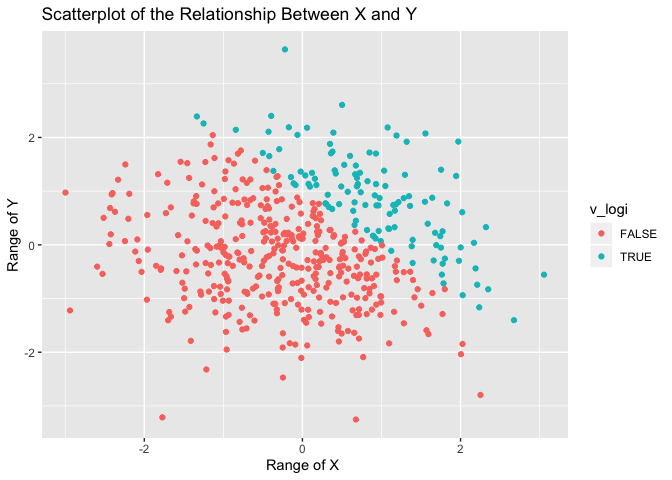 Scatterplot of the Relationship Between X and Y
Range of Y
2
0
-2
-2
0
2
Range of X
v_logi
FALSE
TRUE